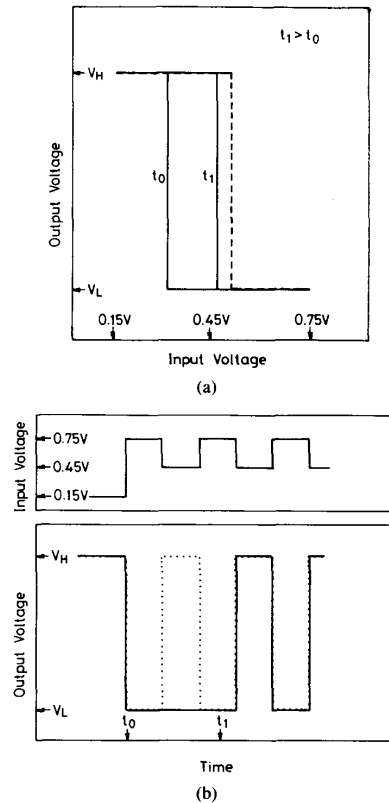 t₁>t₀
V_H
t₀ t₁
V_L
Output Voltage
0.15V 0.45V 0.75V
Input Voltage
(a)
Input Voltage
0.75V
0.45V
0.15V
Output Voltage
V_H
V_L
t₀ t₁
Time
(b)